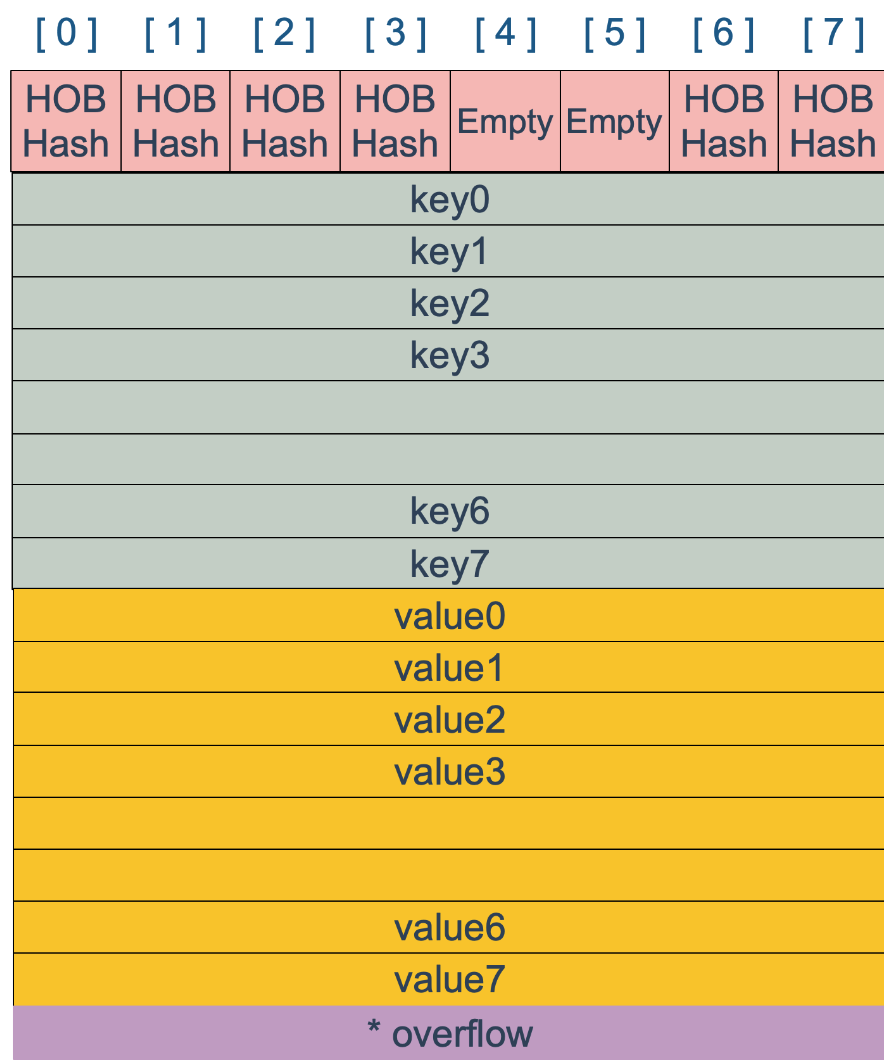 [ 0 ] [ 1 ] [ 2 ] [ 3 ] [ 4 ] [ 5 ] [ 6 ] [ 7 ]
HOB Hash HOB Hash HOB Hash HOB Hash Empty Empty HOB Hash HOB Hash
key0
key1
key2
key3
key6
key7
value0
value1
value2
value3
value6
value7
* overflow